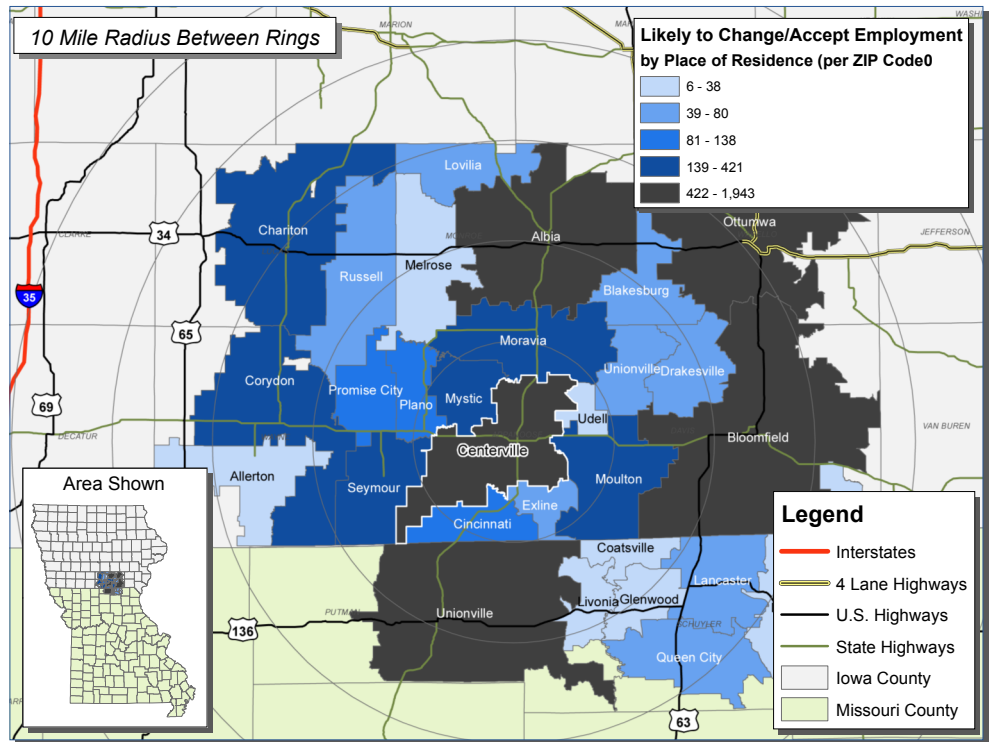 10 Mile Radius Between Rings
MARION
WASHI
Likely to Change/Accept Employment
by Place of Residence (per ZIP Code0
6 - 38
39 - 80
81 - 138
139 - 421
422 - 1,943
Lovilia
Ottumwa
CLARKE
34
Chariton
Albia
JEFFERSON
Melrose
Russell
35
Blakesburg
65
Moravia
Unionville
Drakesville
Corydon
Promise City
Plano
Mystic
69
Udell
DECATUR
VAN BUREN
Bloomfield
Centerville
Allerton
Seymour
Moulton
Exline
Cincinnati
Area Shown
Coatsville
Lancaster
Livonia
Glenwood
PUTMAN
Unionville
SCHUYLER
136
Queen City
63
Legend
Interstates
4 Lane Highways
U.S. Highways
State Highways
Iowa County
Missouri County